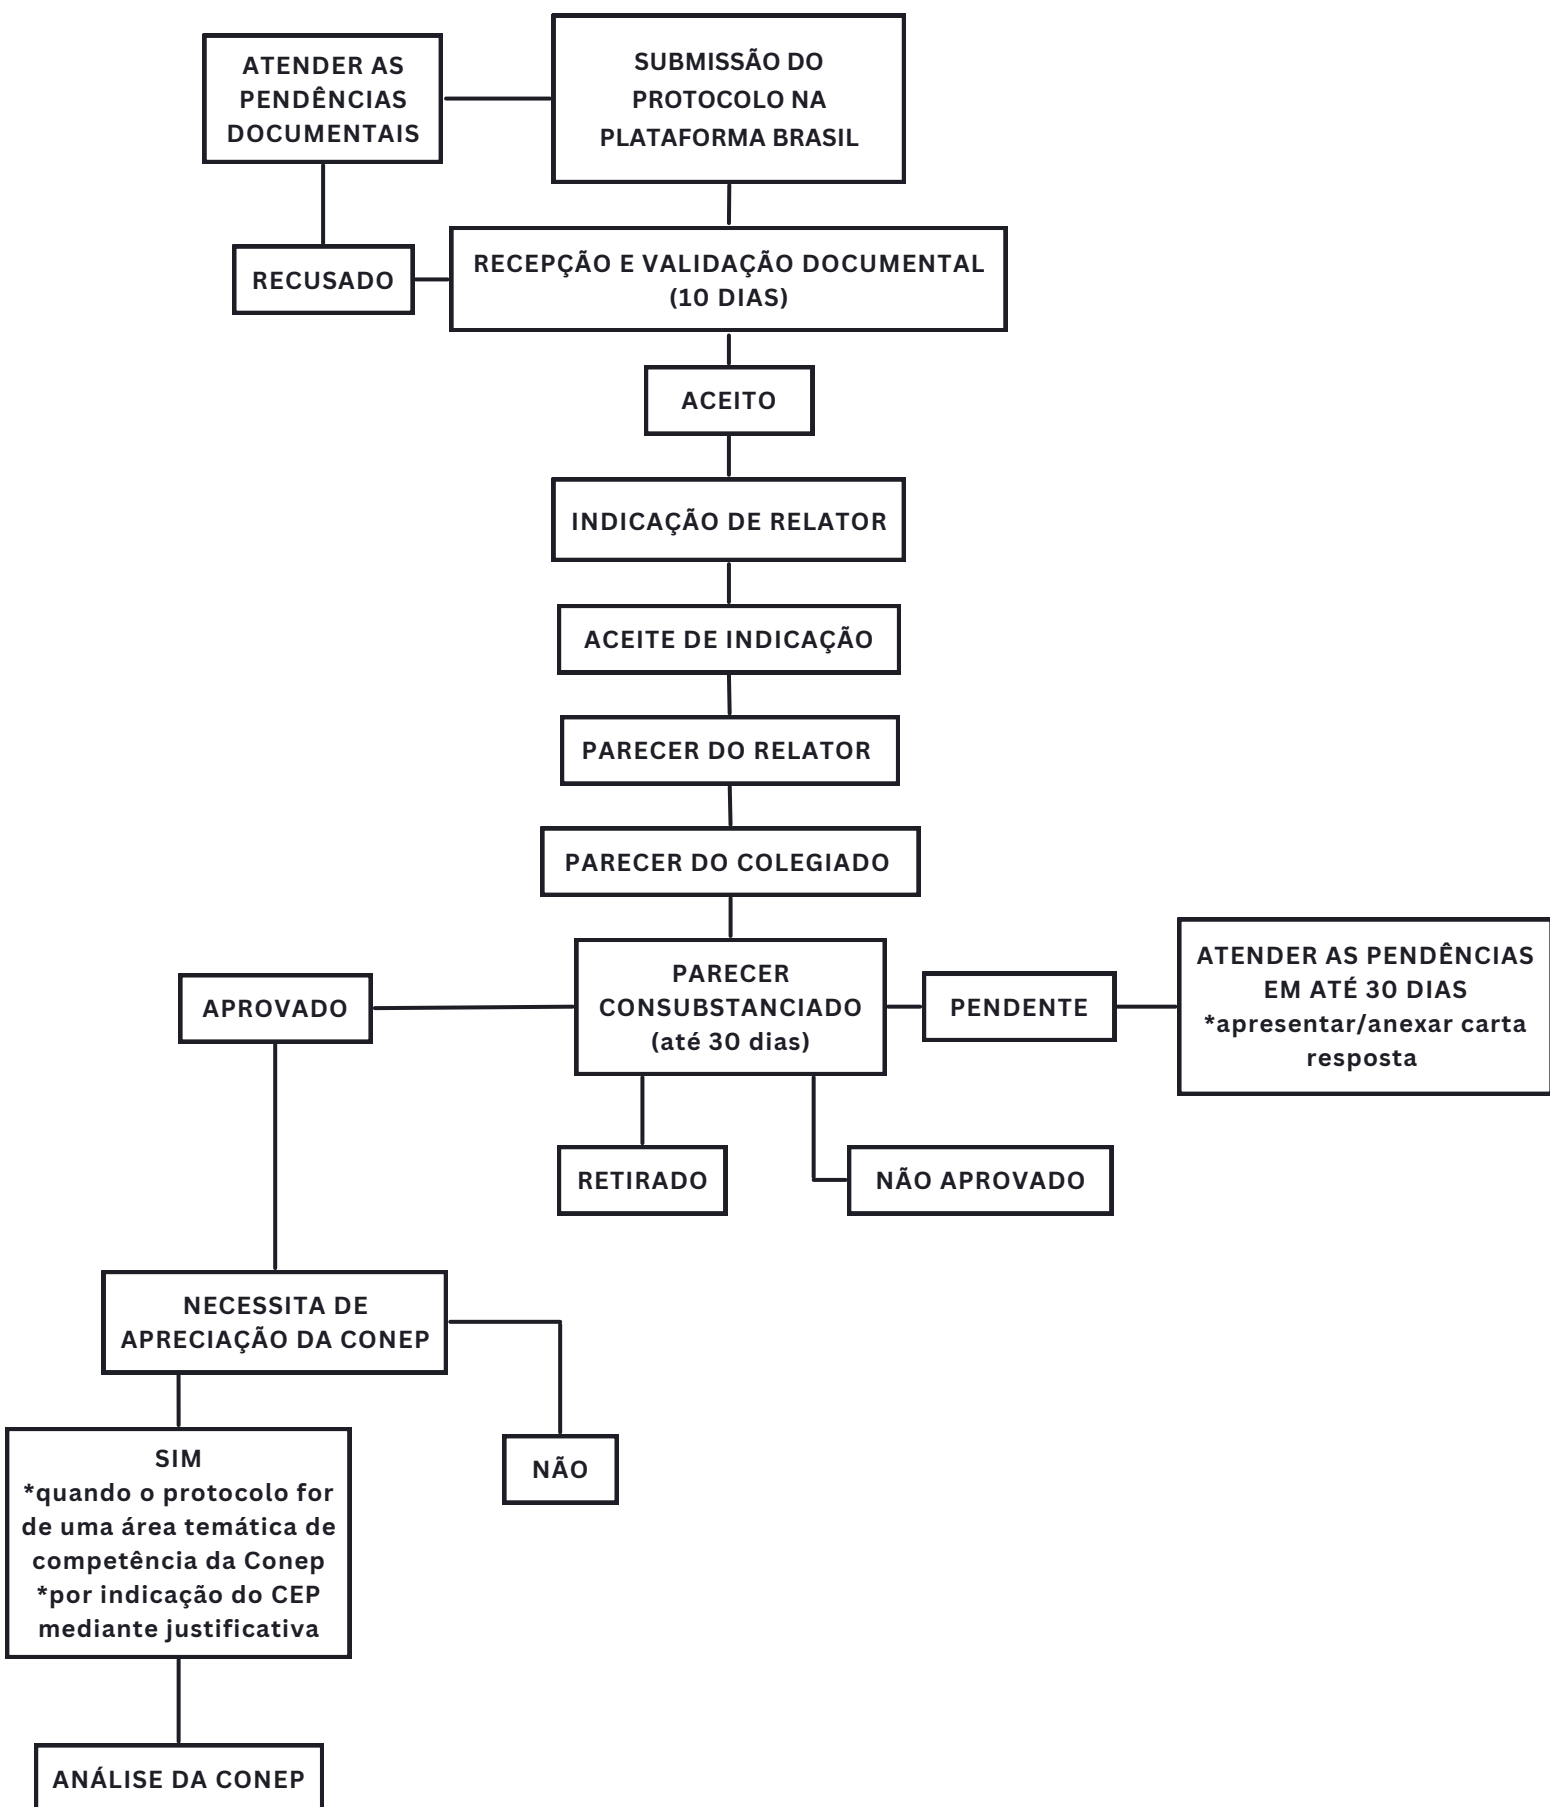 ATENDER AS
PENDÊNCIAS
DOCUMENTAIS
SUBMISSÃO DO
PROTOCOLO NA
PLATAFORMA BRASIL
RECUSADO
RECEPÇÃO E VALIDAÇÃO DOCUMENTAL
(10 DIAS)
ACEITO
INDICAÇÃO DE RELATOR
ACEITE DE INDICAÇÃO
PARECER DO RELATOR
PARECER DO COLEGIADO
APROVADO
PARECER
CONSUBSTANCIADO
(até 30 dias)
PENDENTE
ATENDER AS PENDÊNCIAS
EM ATÉ 30 DIAS
*apresentar/anexar carta
resposta
RETIRADO
NÃO APROVADO
NECESSITA DE
APRECIAÇÃO DA CONEP
NÃO
SIM
*quando o protocolo for
de uma área temática de
competência da Conep
*por indicação do CEP
mediante justificativa
ANÁLISE DA CONEP